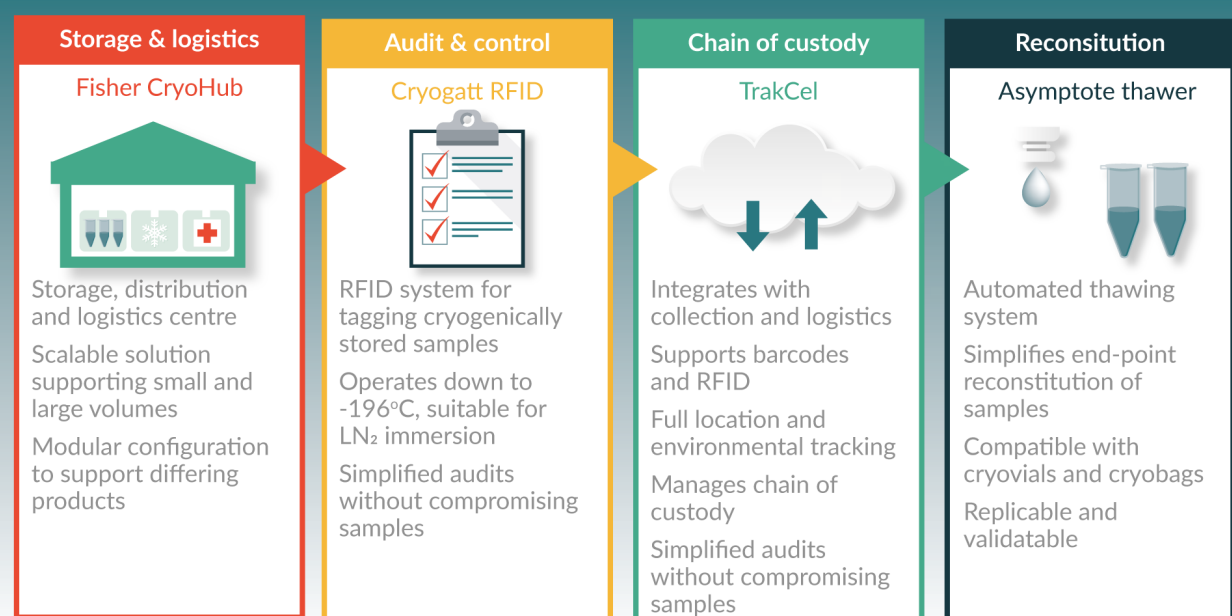 Storage & logistics
Fisher CryoHub
Storage, distribution
and logistics centre
Scalable solution
supporting small and
large volumes
Modular configuration
to support differing
products
Audit & control
Cryogatt RFID
RFID system for
tagging cryogenically
stored samples
Operates down to
-196ºC, suitable for
LN₂ immersion
Simplified audits
without compromising
samples
Chain of custody
TrakCel
Integrates with
collection and logistics
Supports barcodes
and RFID
Full location and
environmental tracking
Manages chain of
custody
Simplified audits
without compromising
samples
Reconsitution
Asymptote thawer
Automated thawing
system
Simplifies end-point
reconstitution of
samples
Compatible with
cryovials and cryobags
Replicable and
validatable